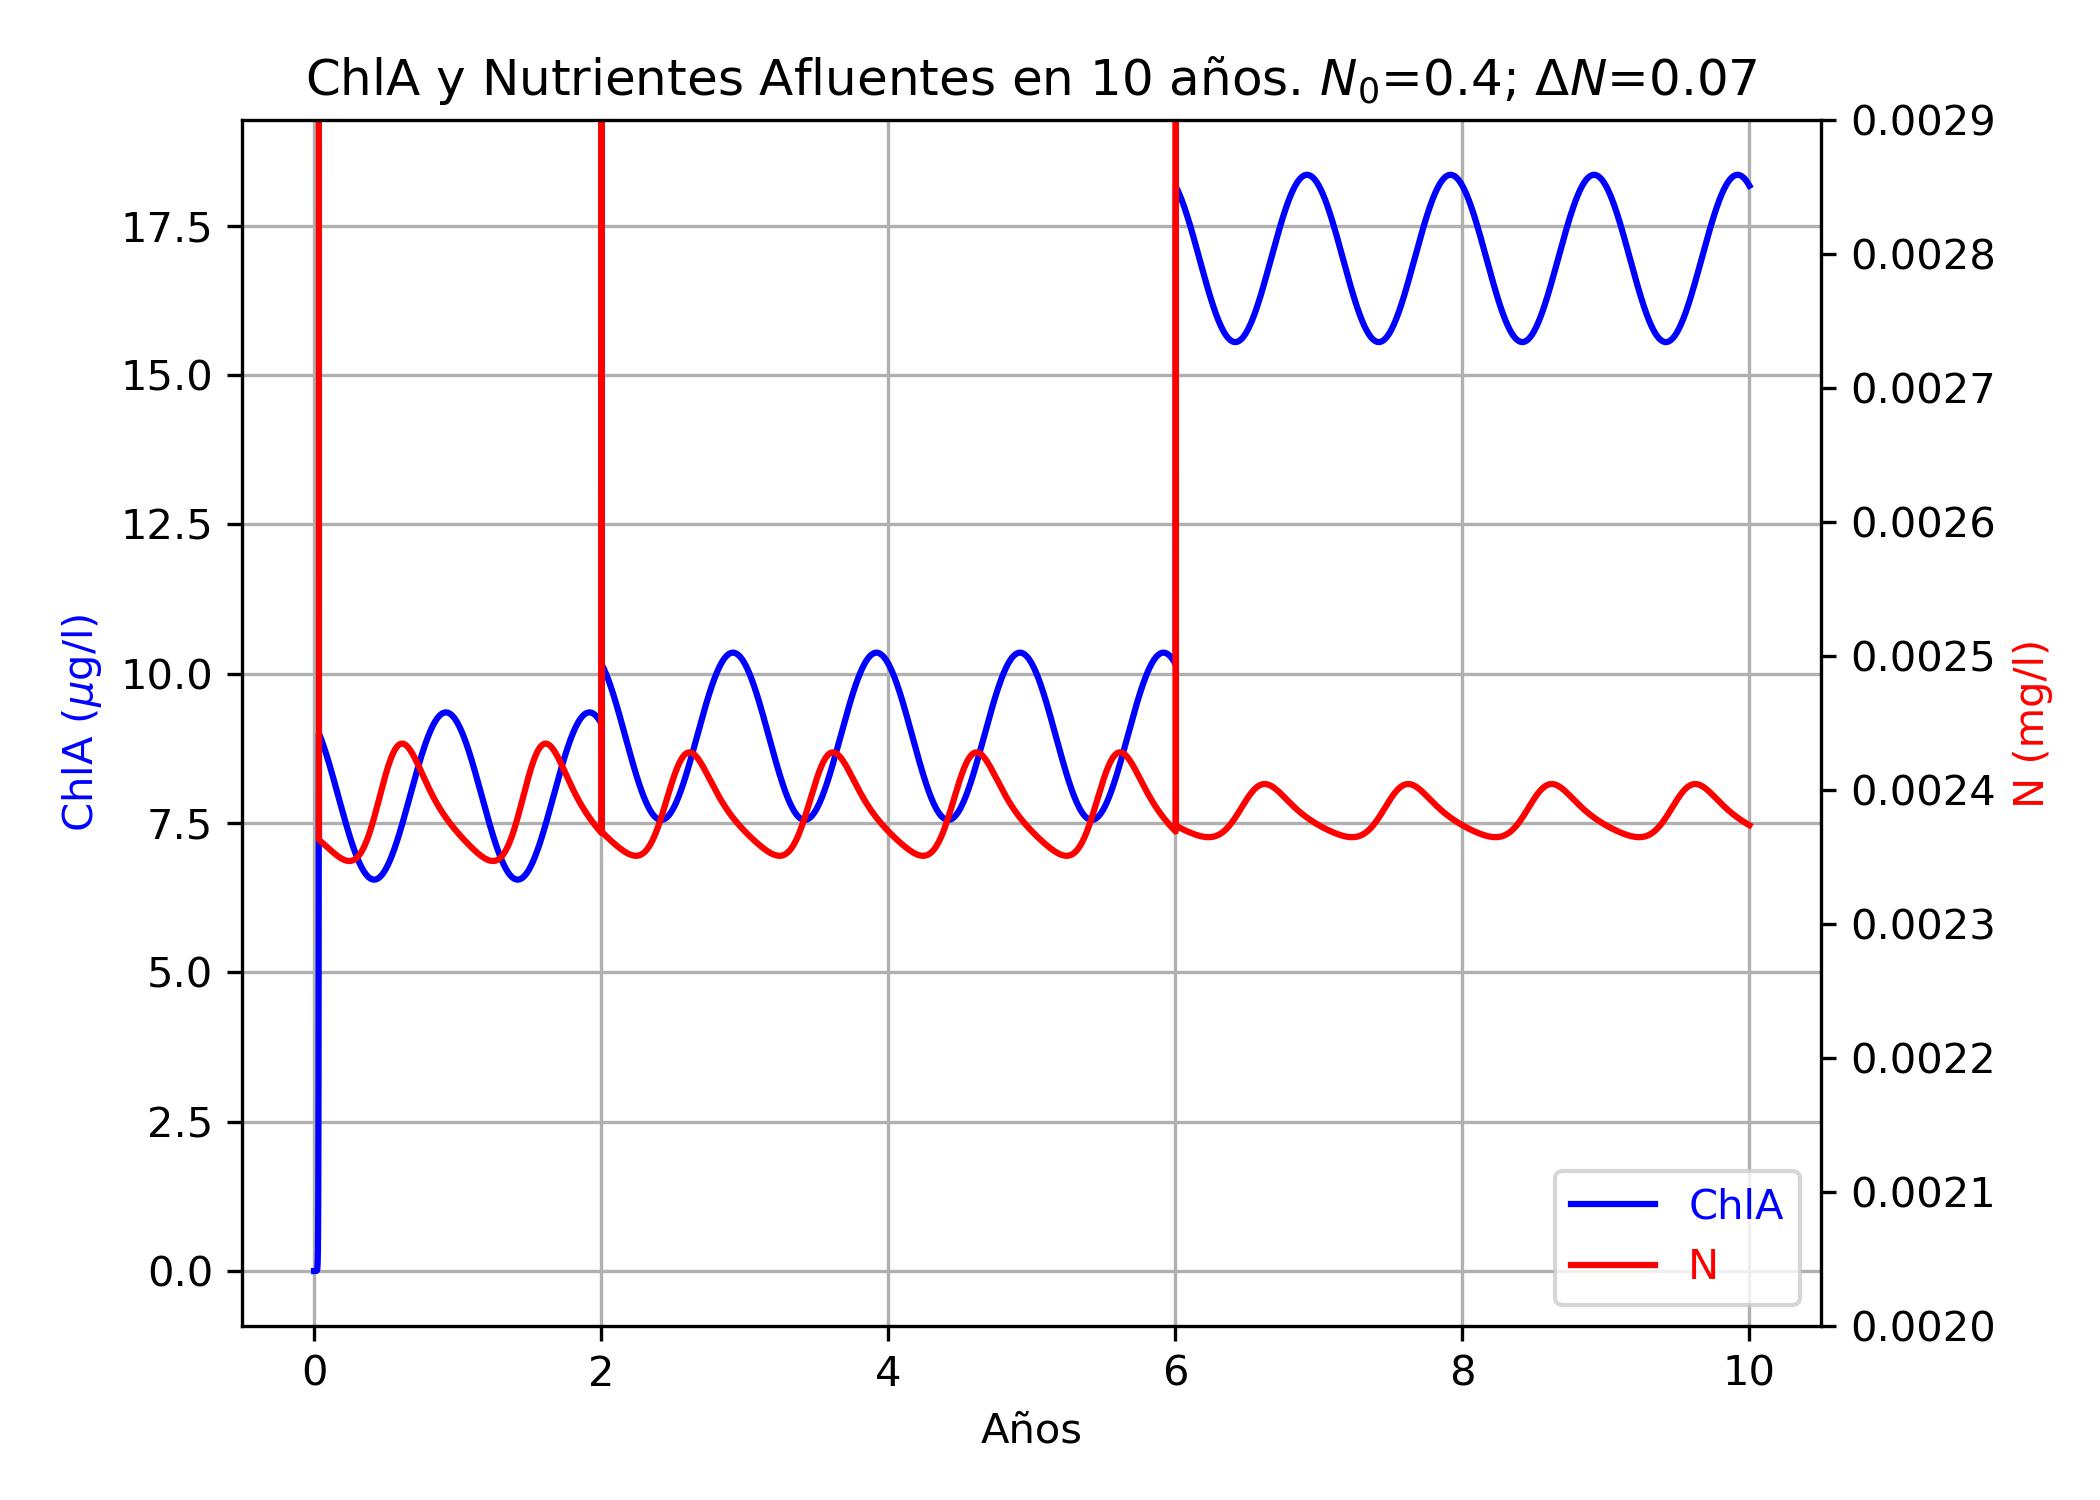 ChlA y Nutrientes Afluentes en 10 años. N₀=0.4; ΔN=0.07
ChlA (μg/l)
17.5
15.0
12.5
10.0
7.5
5.0
2.5
0.0
0.0029
0.0028
0.0027
0.0026
0.0025
0.0024
0.0023
0.0022
0.0021
0.0020
N (mg/l)
ChlA
N
0 2 4 6 8 10
Años